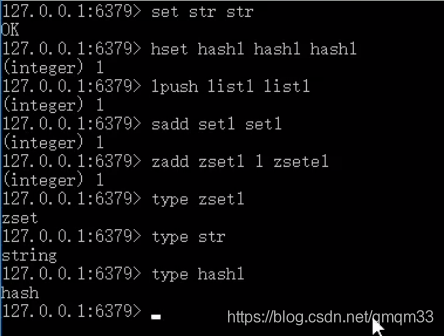 127.0.0.1:6379> set str str
OK
127.0.0.1:6379> hset hash1 hash1 hash1
(integer) 1
127.0.0.1:6379> lpush list1 list1
(integer) 1
127.0.0.1:6379> sadd set1 set1
(integer) 1
127.0.0.1:6379> zadd zset1 1 zsete1
(integer) 1
127.0.0.1:6379> type zset1
zset
127.0.0.1:6379> type str
string
127.0.0.1:6379> type hash1
hash
127.0.0.1:6379>
https://blog.csdn.net/qmqm33